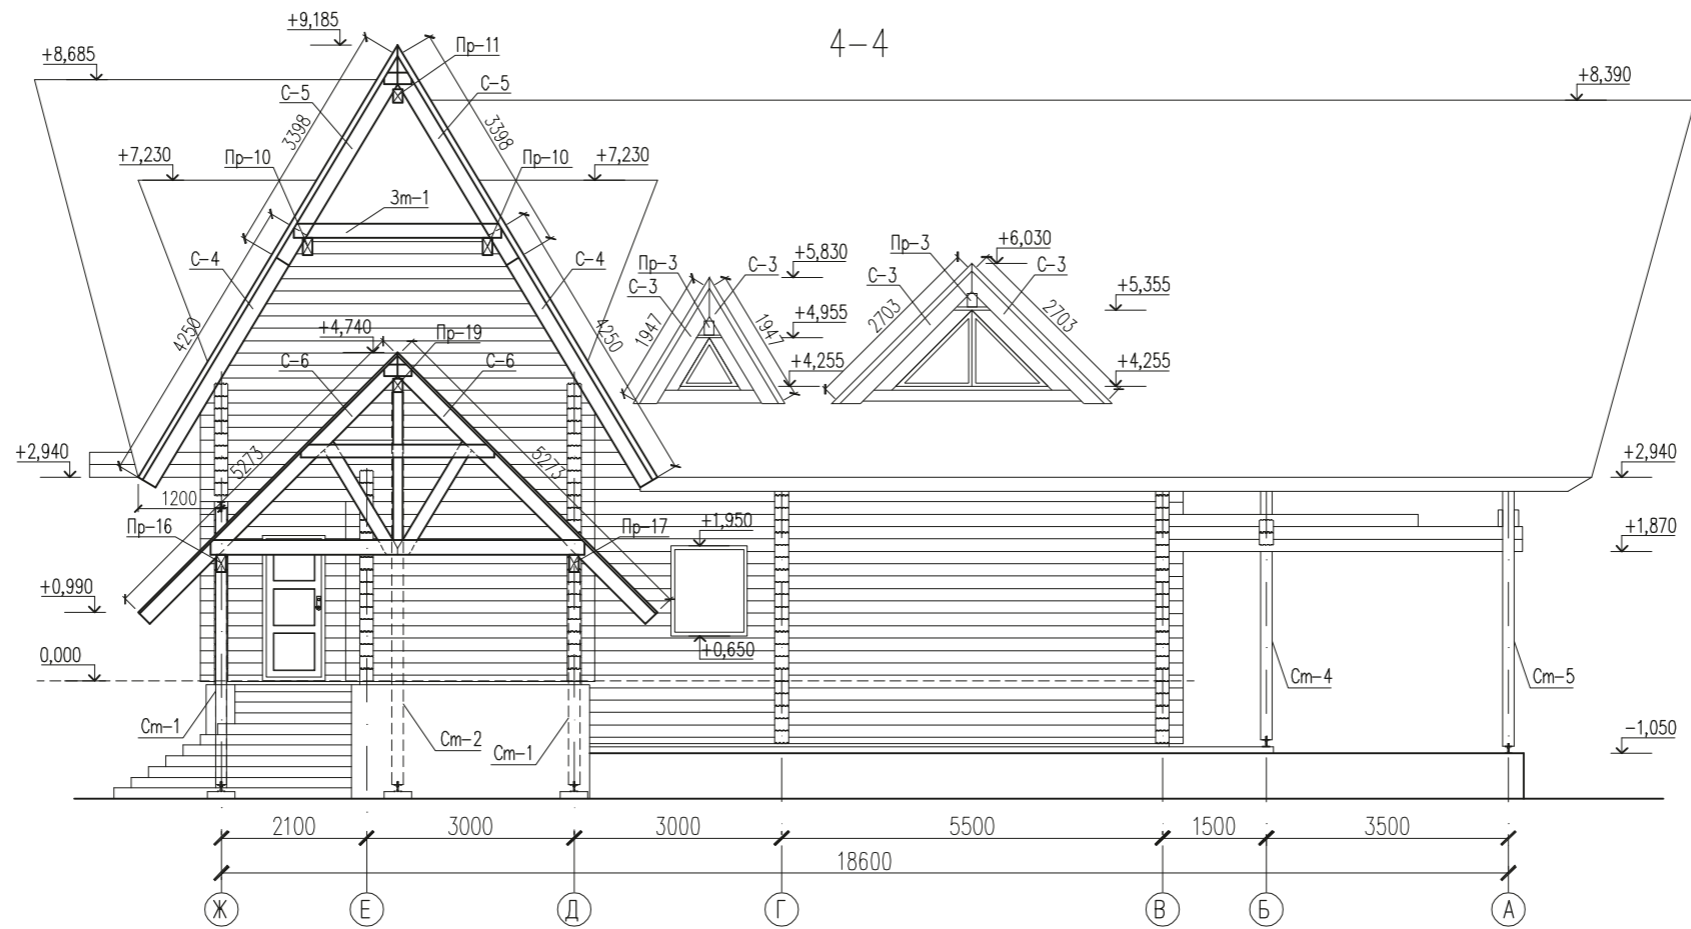 4-4
+9,185
+8,685
Пр-11
+8,390
С-5
С-5
3398
3398
+7,230
Пр-10
Пр-10
+7,230
Зт-1
С-4
С-4
4250
4250
+5,830
Пр-3
+6,030
С-3
Пр-3
С-3
С-3
С-3
+5,355
1947
1947
2703
2703
+4,955
+4,255
+4,255
+4,740
Пр-19
С-6
С-6
5273
5273
+2,940
+2,940
1200
Пр-16
Пр-17
+1,950
+1,870
+0,990
+0,650
0,000
Ст-4
Ст-5
Ст-1
Ст-2
Ст-1
-1,050
2100
3000
3000
5500
1500
3500
18600
Ж
Е
Д
Г
В
Б
А